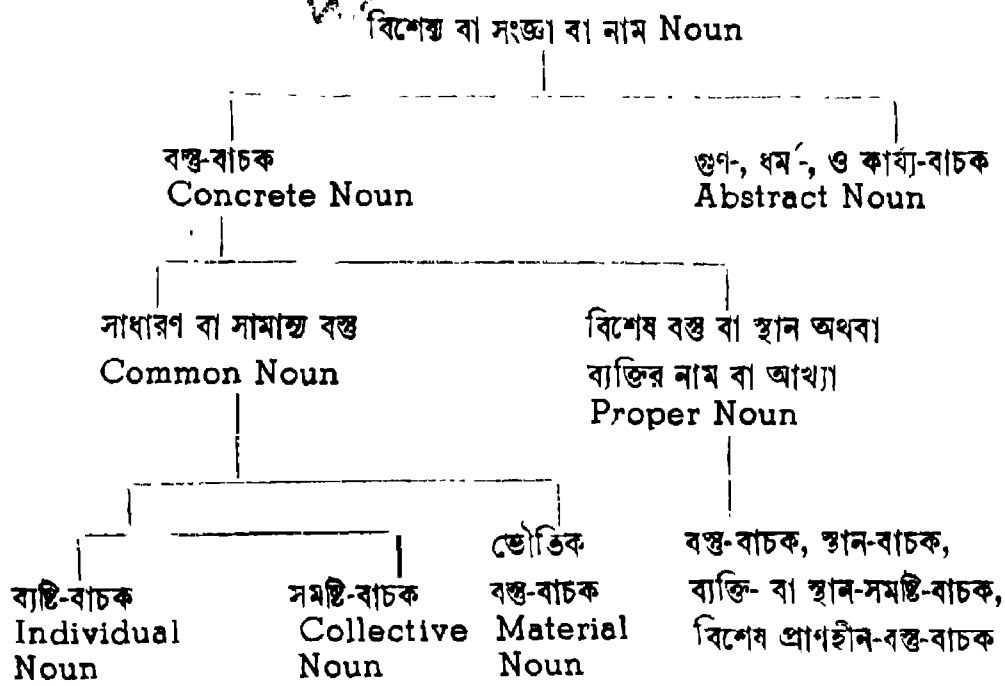 বিশেষ্য বা সংজ্ঞা বা নাম Noun
বস্তু-বাচক
Concrete Noun
গুণ-, ধর্ম-, ও কার্য্য-বাচক
Abstract Noun
সাধারণ বা সামান্য বস্তু
Common Noun
বিশেষ বস্তু বা স্থান অথবা
ব্যক্তির নাম বা আখ্যা
Proper Noun
ব্যষ্টি-বাচক
Individual
Noun
সমষ্টি-বাচক
Collective
Noun
ভৌতিক
বস্তু-বাচক
Material
Noun
বস্তু-বাচক, স্থান-বাচক,
ব্যক্তি- বা স্থান-সমষ্টি-বাচক,
বিশেষ প্রাণহীন-বস্তু-বাচক